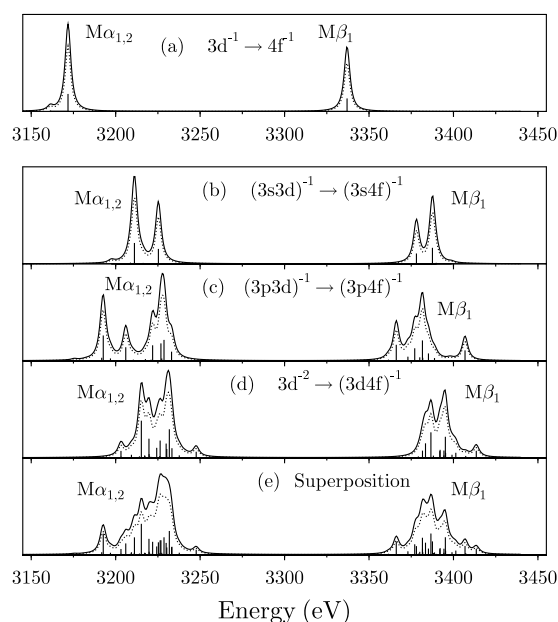 Mα1,2 (a) 3d⁻¹ → 4f⁻¹ Mβ1
3150 3200 3250 3300 3350 3400 3450
Mα1,2 (b) (3s3d)⁻¹ → (3s4f)⁻¹ Mβ1
Mα1,2 (c) (3p3d)⁻¹ → (3p4f)⁻¹ Mβ1
Mα1,2 (d) 3d⁻² → (3d4f)⁻¹ Mβ1
Mα1,2 (e) Superposition Mβ1
3150 3200 3250 3300 3350 3400 3450
Energy (eV)